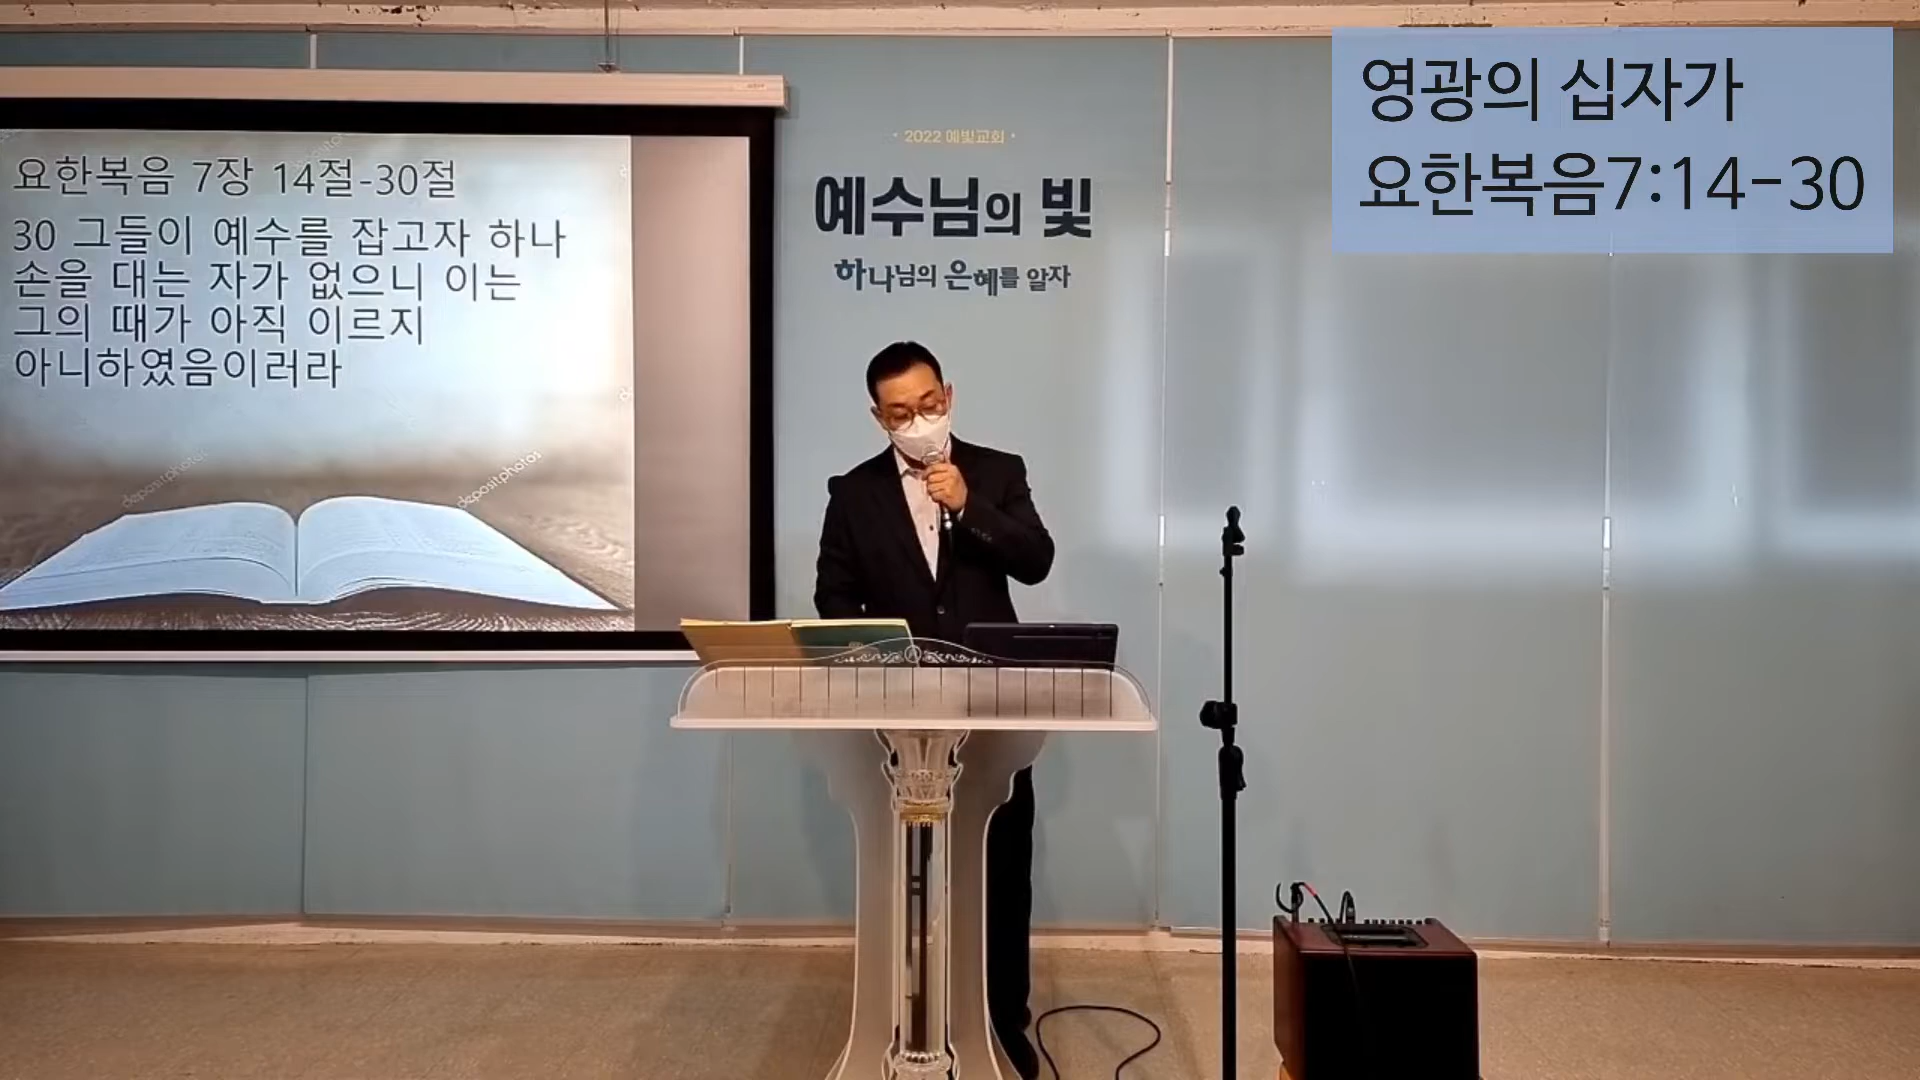 요한복음 7장 14절-30절
30 그들이 예수를 잡고자 하나
손을 대는 자가 없으니 이는
그의 때가 아직 이르지
아니하였음이러라
depositphotos
depositphotos
• 2022 예빛교회 •
예수님의 빛
하나님의 은혜를 알자
영광의 십자가
요한복음7:14-30